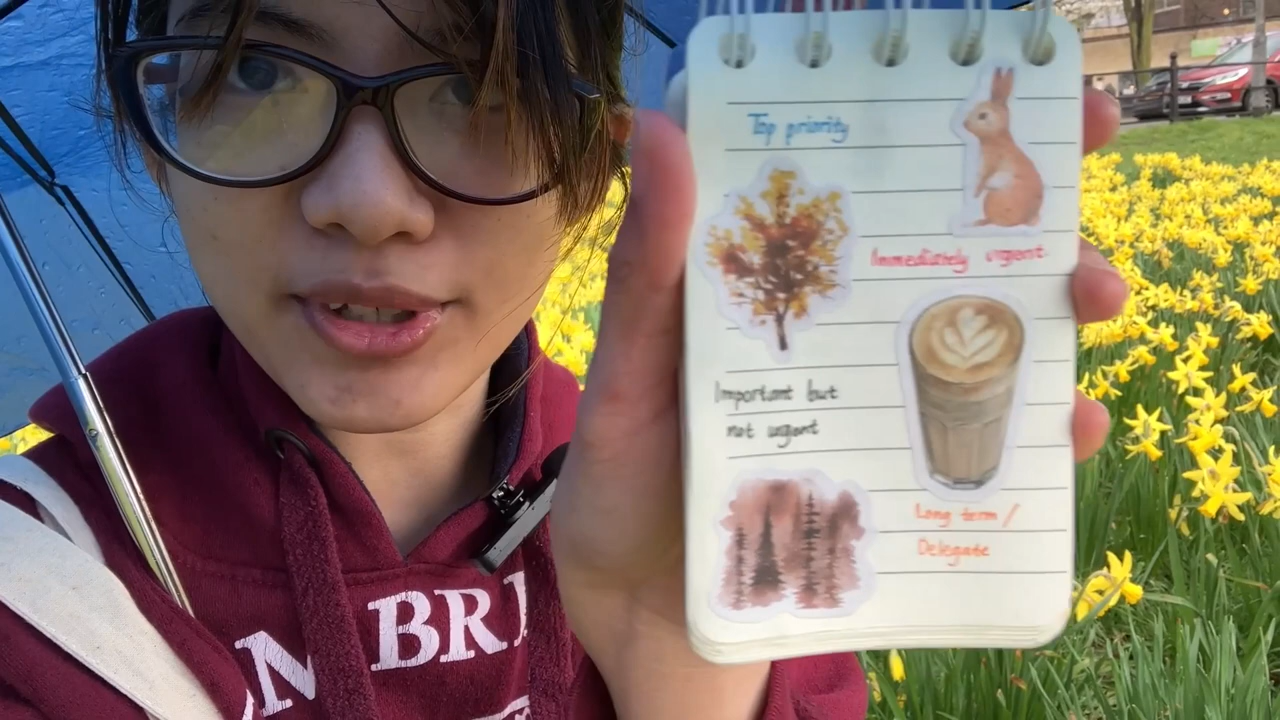 Top priority
Immediately urgent
Important but
not urgent
Long term /
Delegate
N BRI